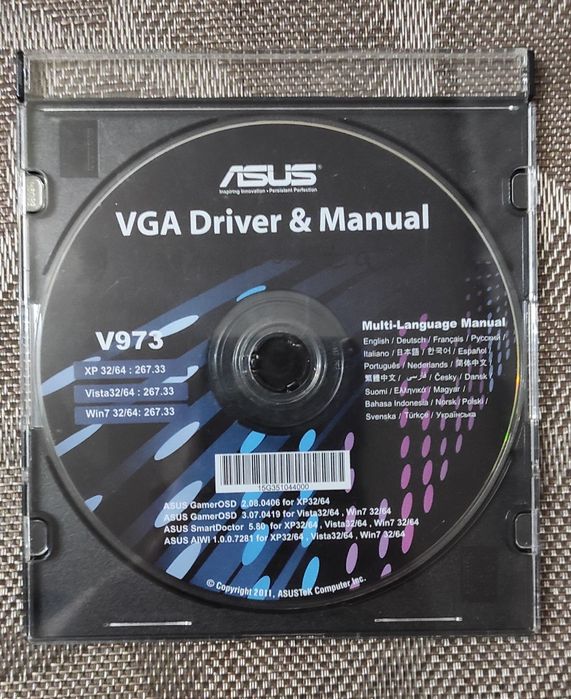 ASUS
Inspiring Innovation • Persistent Perfection
VGA Driver & Manual
V973
XP 32/64 : 267.33
Vista32/64 : 267.33
Win7 32/64: 267.33
Multi-Language Manual
English / Deutsch / Français / Русский /
Italiano / 日本語 / 한국어 / Español
Português / Nederlands / 简体中文
繁體中文 / فارسی / Česky / Dansk
Suomi / Ελληνικά / Magyar /
Bahasa Indonesia / Norsk / Polski /
Svenska / Türkçe / Українська
15G351044000
ASUS GamerOSD 2.08.0406 for XP32/64
ASUS GamerOSD 3.07.0419 for Vista32/64 , Win7 32/64
ASUS SmartDoctor 5.80 for XP32/64 , Vista32/64 , Win7 32/64
ASUS AIWI 1.0.0.7281 for XP32/64 , Vista32/64 , Win7 32/64
© Copyright 2011, ASUSTeK Computer Inc.